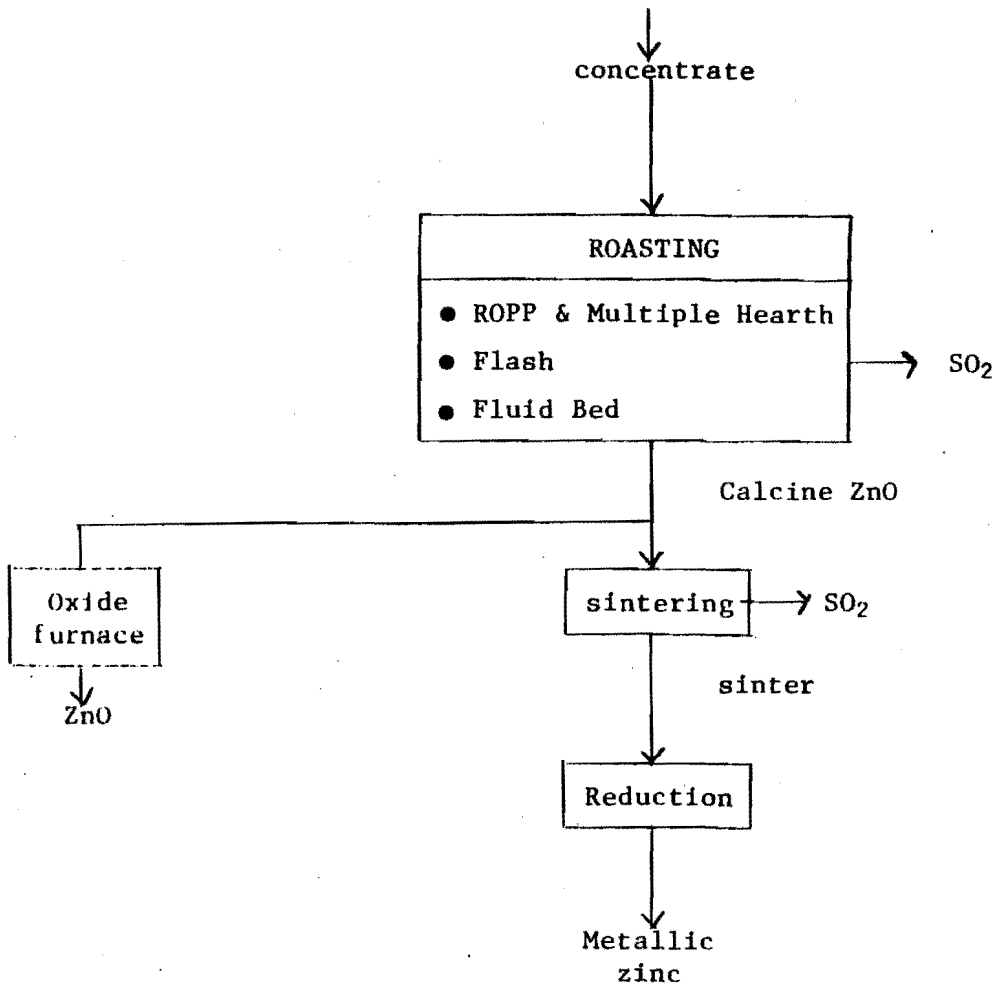 concentrate
ROASTING
● ROPP & Multiple Hearth
● Flash
● Fluid Bed
SO₂
Calcine ZnO
Oxide
furnace
ZnO
sintering
SO₂
sinter
Reduction
Metallic
zinc